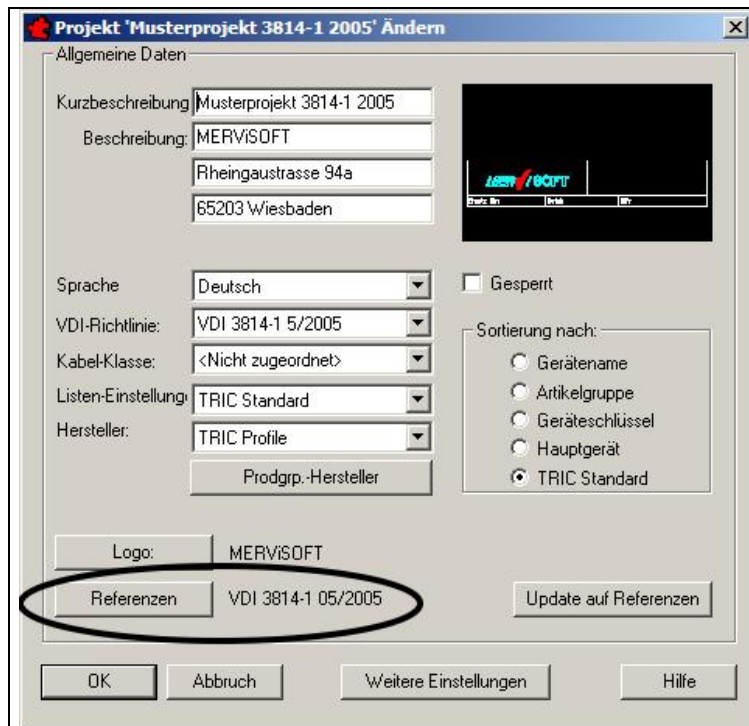 Projekt 'Musterprojekt 3814-1 2005' Ändern
Allgemeine Daten
Kurzbeschreibung Musterprojekt 3814-1 2005
Beschreibung: MERViSOFT
Rheingaustrasse 94a
65203 Wiesbaden
Sprache Deutsch
VDI-Richtlinie: VDI 3814-1 5/2005
Kabel-Klasse: <Nicht zugeordnet>
Listen-Einstellung TRIC Standard
Hersteller: TRIC Profile
Prodgrp.-Hersteller
Gesperrt
Sortierung nach:
Gerätename
Artikelgruppe
Geräteschlüssel
Hauptgerät
TRIC Standard
Logo: MERViSOFT
Referenzen VDI 3814-1 05/2005 Update auf Referenzen
OK Abbruch Weitere Einstellungen Hilfe